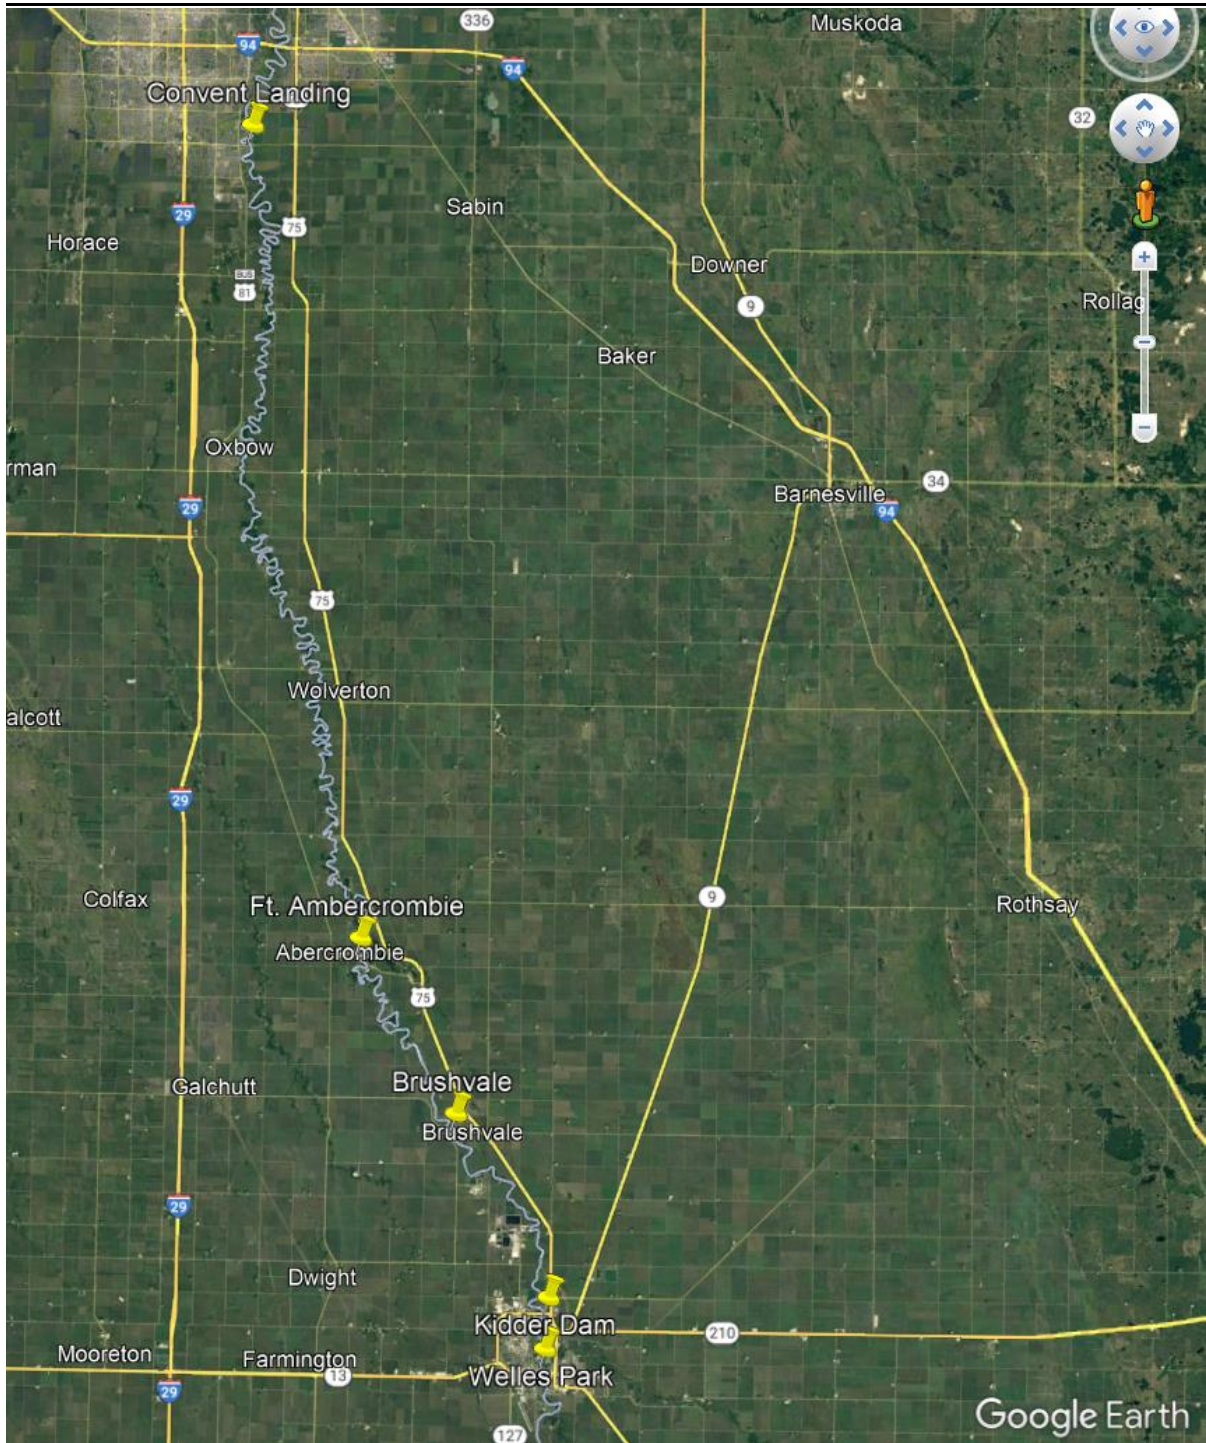 336
Muskoda
94
94
Convent Landing
32
Sabin
29
75
Horace
Downer
BUS
81
9
Rollag
Baker
Oxbow
rman
34
Barnesville
29
94
75
Wolverton
alcott
29
9
Colfax
Ft. Ambercrombie
Rothsay
Abercrombie
75
Brushvale
Galchutt
Brushvale
29
Dwight
Kidder Dam
210
Mooreton
Farmington
13
Welles Park
29
127
Google Earth